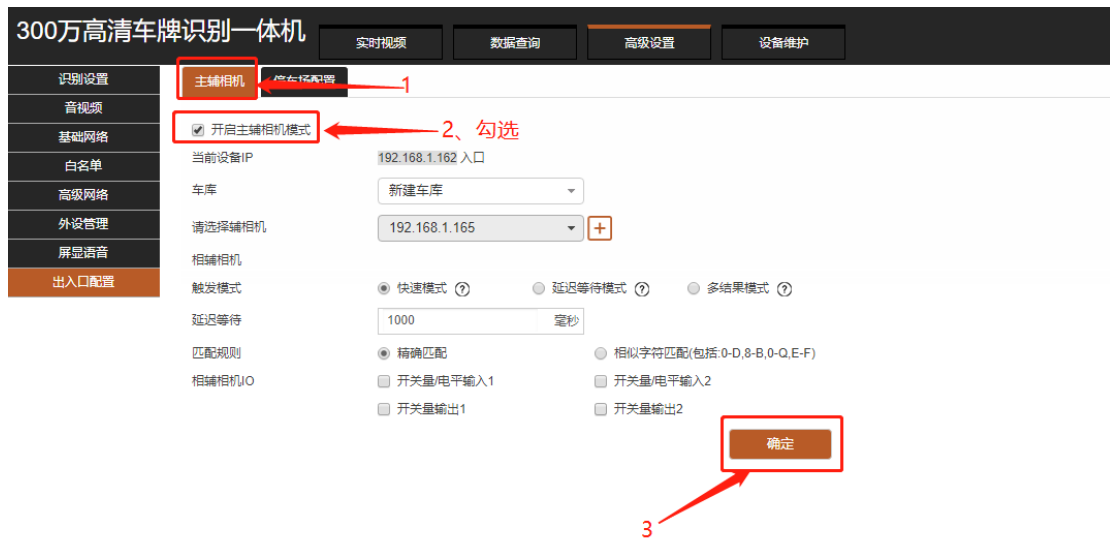 300万高清车牌识别一体机
实时视频 数据查询 高级设置 设备维护
识别设置
音视频
基础网络
白名单
高级网络
外设管理
屏显语音
出入口配置
主辅相机 停车场配置
1
开启主辅相机模式
2、勾选
当前设备IP 192.168.1.162 入口
车库 新建车库
请选择辅相机 192.168.1.165 +
相辅相机
触发模式 快速模式 ? 延迟等待模式 ? 多结果模式 ?
延迟等待 1000 毫秒
匹配规则 精确匹配 相似字符匹配(包括:0-D,8-B,0-Q,E-F)
相辅相机IO 开关量/电平输入1 开关量/电平输入2
开关量输出1 开关量输出2
确定
3